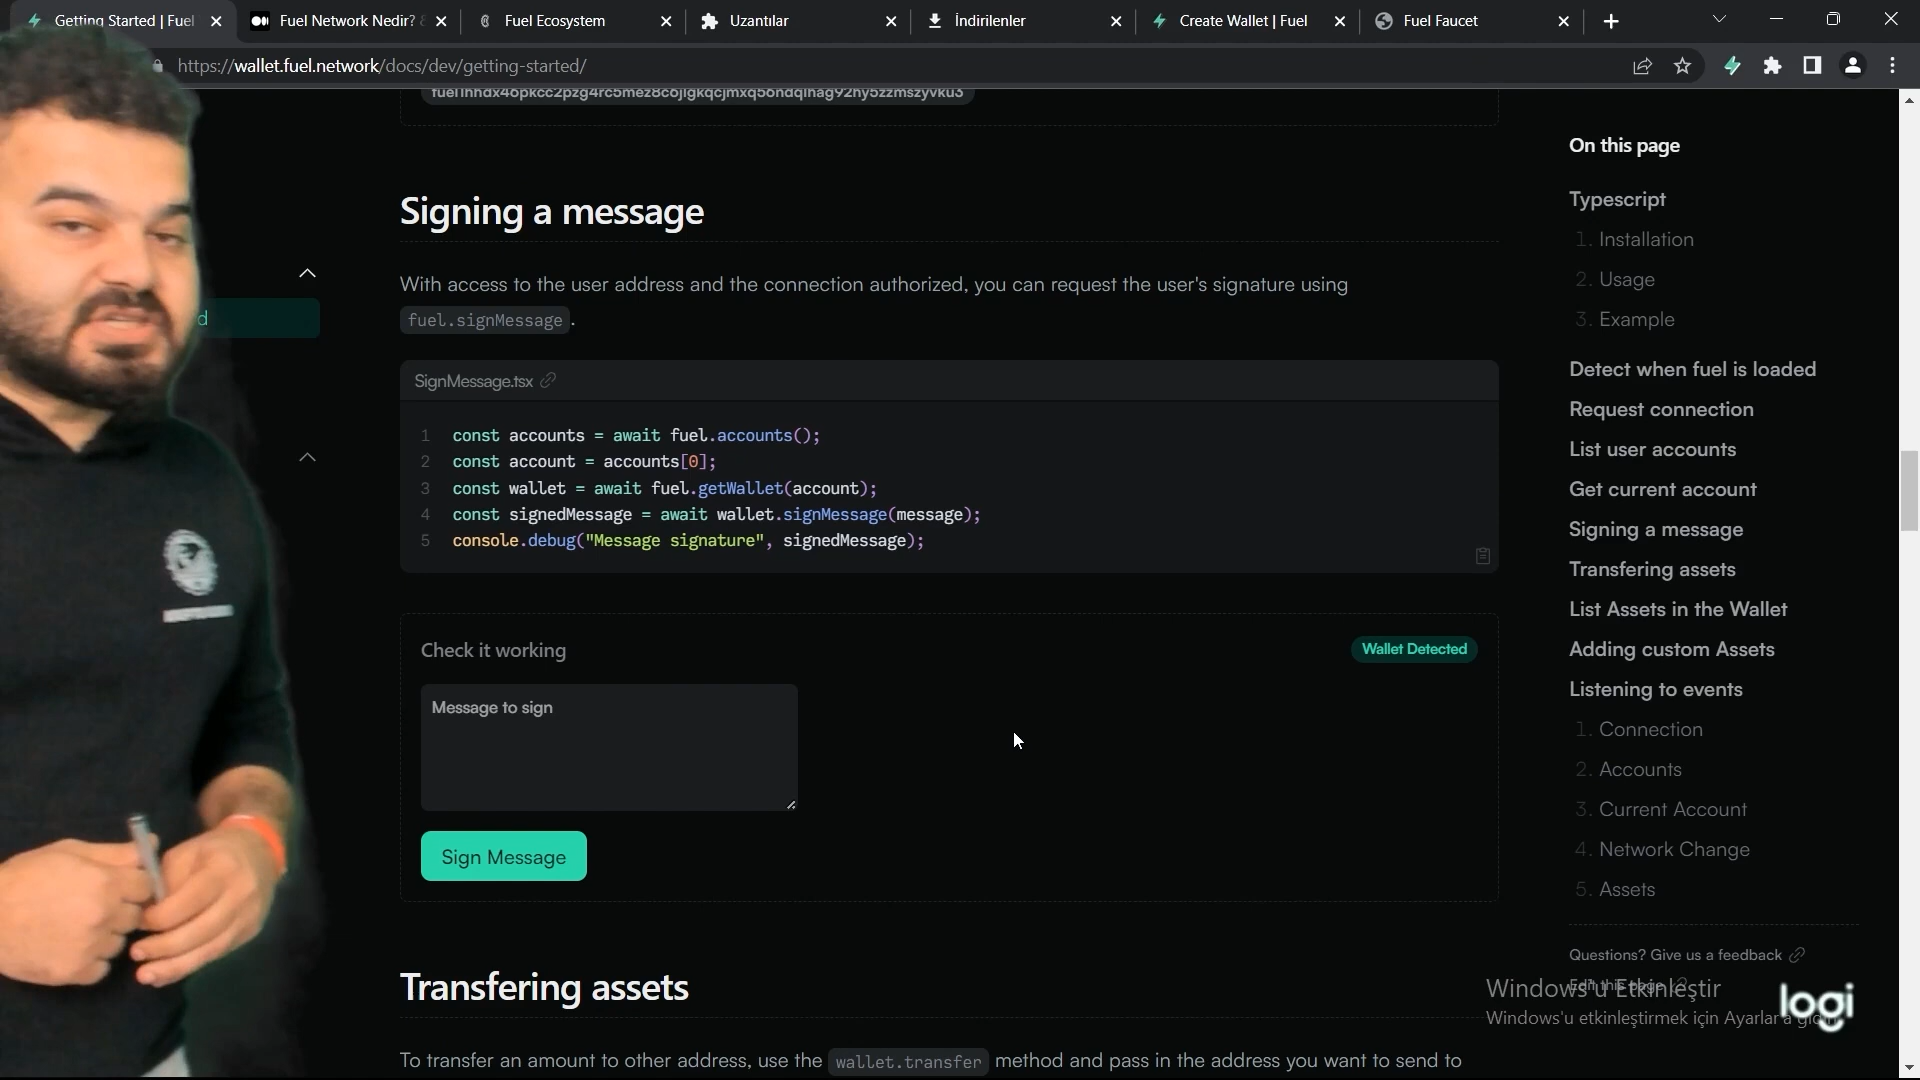 Getting Started | Fuel
Fuel Network Nedir?
Fuel Ecosystem
Uzantılar
İndirilenler
Create Wallet | Fuel
Fuel Faucet
https://wallet.fuel.network/docs/dev/getting-started/
d
Signing a message
With access to the user address and the connection authorized, you can request the user's signature using
fuel.signMessage .
SignMessage.tsx
1 const accounts = await fuel.accounts();
2 const account = accounts[0];
3 const wallet = await fuel.getWallet(account);
4 const signedMessage = await wallet.signMessage(message);
5 console.debug("Message signature", signedMessage);
Check it working
Wallet Detected
Message to sign
Sign Message
Transfering assets
To transfer an amount to other address, use the wallet.transfer method and pass in the address you want to send to
On this page
Typescript
1. Installation
2. Usage
3. Example
Detect when fuel is loaded
Request connection
List user accounts
Get current account
Signing a message
Transfering assets
List Assets in the Wallet
Adding custom Assets
Listening to events
1. Connection
2. Accounts
3. Current Account
4. Network Change
5. Assets
Questions? Give us a feedback
Edit this page
Windows'u Etkinleştir
Windows'u etkinleştirmek için Ayarlar'a
logi